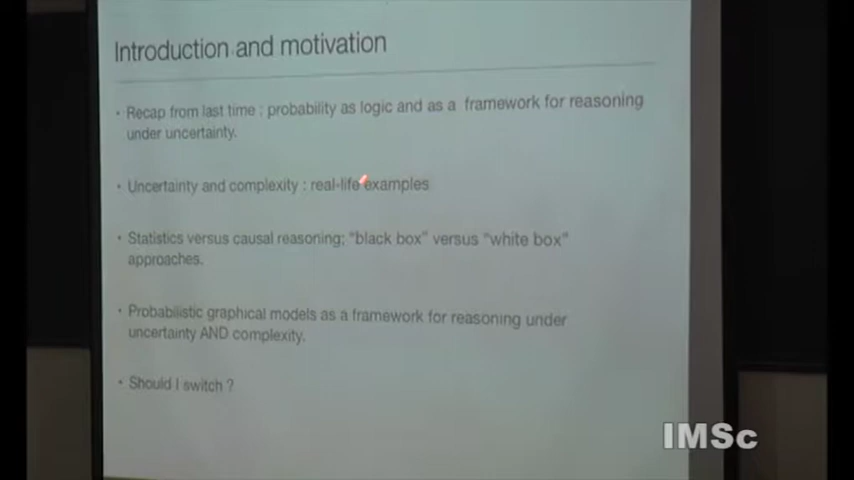 Introduction and motivation
• Recap from last time : probability as logic and as a framework for reasoning
under uncertainty.
• Uncertainty and complexity : real-life examples
• Statistics versus causal reasoning; "black box" versus "white box"
approaches.
• Probabilistic graphical models as a framework for reasoning under
uncertainty AND complexity.
• Should I switch ?
IMSc